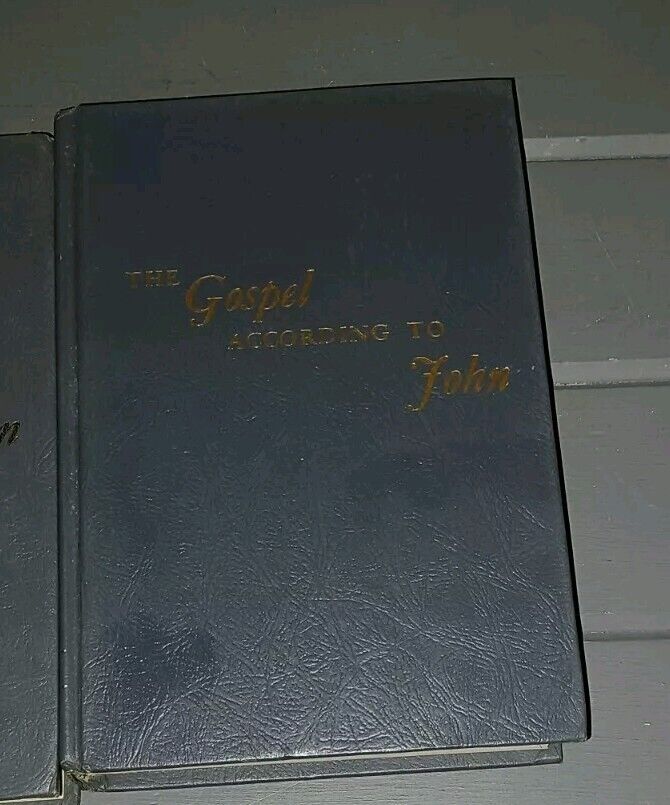 THE
Gospel
ACCORDING TO
John